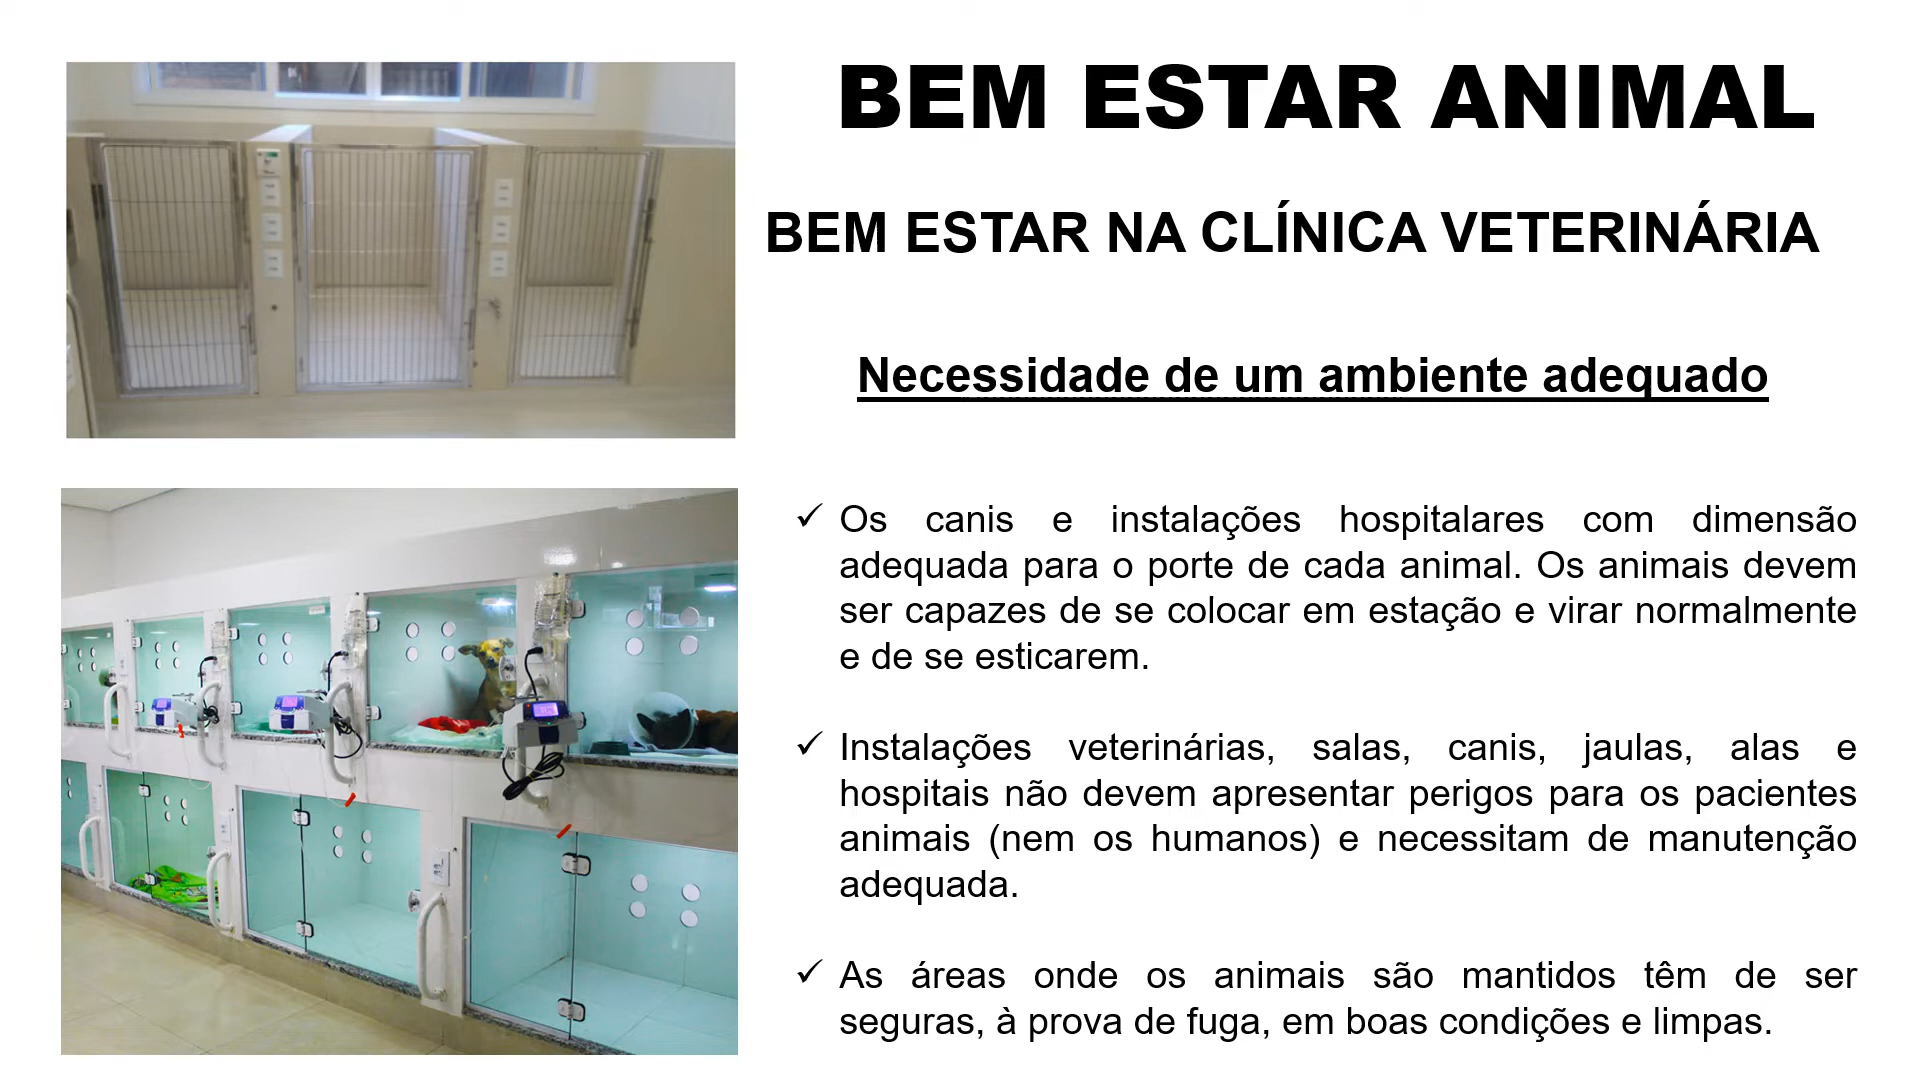 BEM ESTAR ANIMAL
BEM ESTAR NA CLÍNICA VETERINÁRIA
Necessidade de um ambiente adequado
✓ Os canis e instalações hospitalares com dimensão
adequada para o porte de cada animal. Os animais devem
ser capazes de se colocar em estação e virar normalmente
e de se esticarem.
✓ Instalações veterinárias, salas, canis, jaulas, alas e
hospitais não devem apresentar perigos para os pacientes
animais (nem os humanos) e necessitam de manutenção
adequada.
✓ As áreas onde os animais são mantidos têm de ser
seguras, à prova de fuga, em boas condições e limpas.